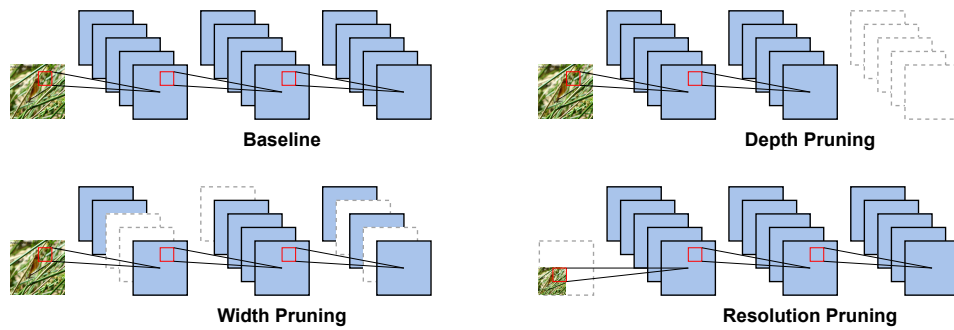 Baseline
Depth Pruning
Width Pruning
Resolution Pruning